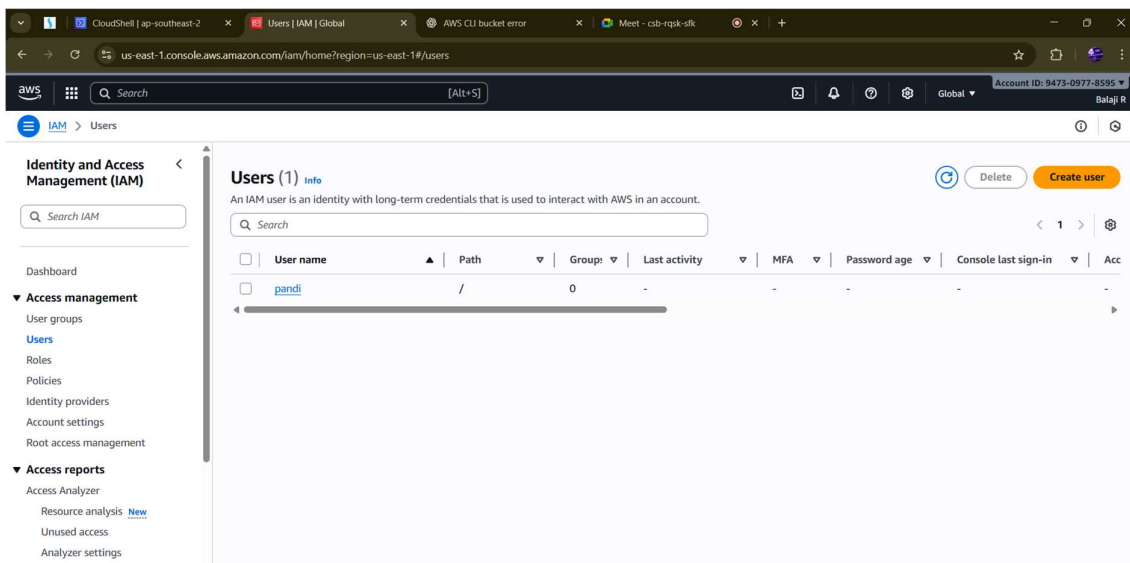 CloudShell | ap-southeast-2
Users | IAM | Global
AWS CLI bucket error
Meet - csb-rqsk-sfk
us-east-1.console.aws.amazon.com/iam/home?region=us-east-1#/users
aws
Search
[Alt+S]
Global
Account ID: 9473-0977-8595
Balaji R
IAM > Users
Identity and Access Management (IAM)
Search IAM
Dashboard
Access management
User groups
Users
Roles
Policies
Identity providers
Account settings
Root access management
Access reports
Access Analyzer
Resource analysis New
Unused access
Analyzer settings
Users (1) Info
Delete
Create user
An IAM user is an identity with long-term credentials that is used to interact with AWS in an account.
Search
1
User name Path Groups Last activity MFA Password age Console last sign-in Acc
pandi / 0 - - - - -